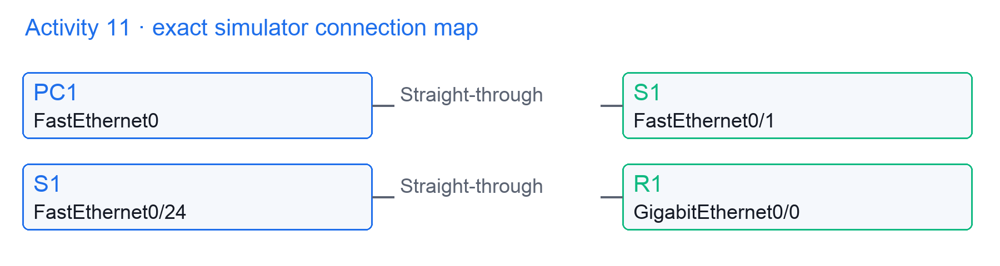 Activity 11 · exact simulator connection map
PC1
FastEthernet0
Straight-through
S1
FastEthernet0/1
S1
FastEthernet0/24
Straight-through
R1
GigabitEthernet0/0